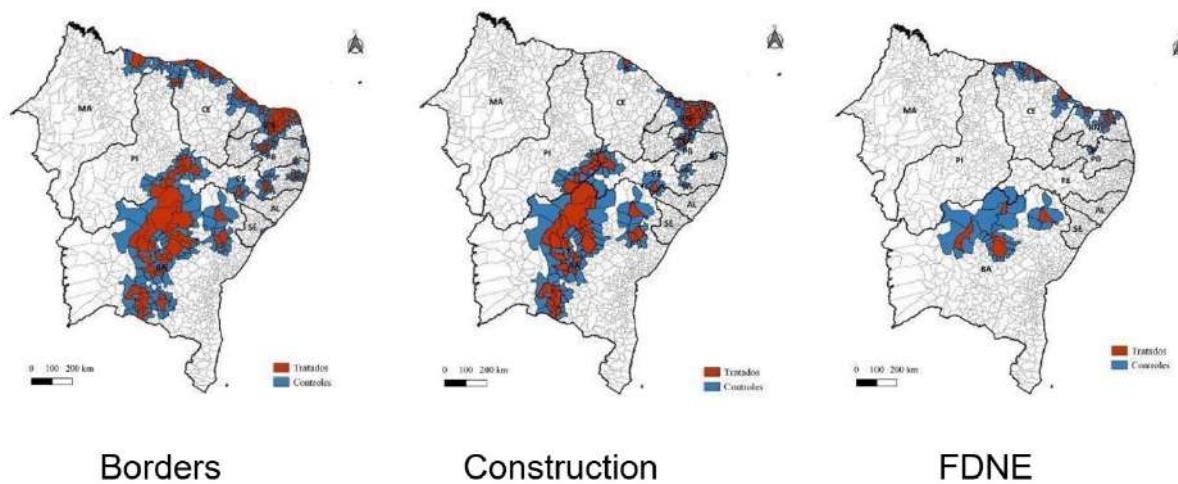 MA
CE
PI
PB
SE
BA
0 100 200 km
Tratados
Controles
MA
CE
PI
PB
AL
SE
BA
0 100 200 km
Tratados
Controles
MA
CE
RN
PB
PI
PE
AL
SE
BA
0 100 200 km
Tratados
Controles
Borders
Construction
FDNE